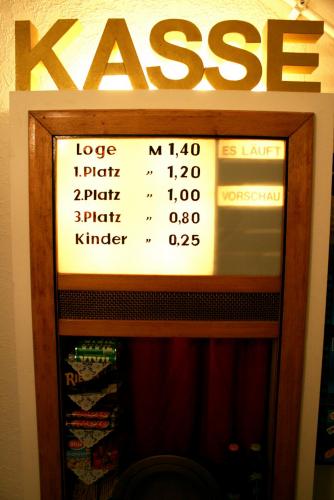 KASSE
Loge M 1,40 ES LÄUFT
1.Platz " 1,20
2.Platz " 1,00 VORSCHAU
3.Platz " 0,80
Kinder " 0.25